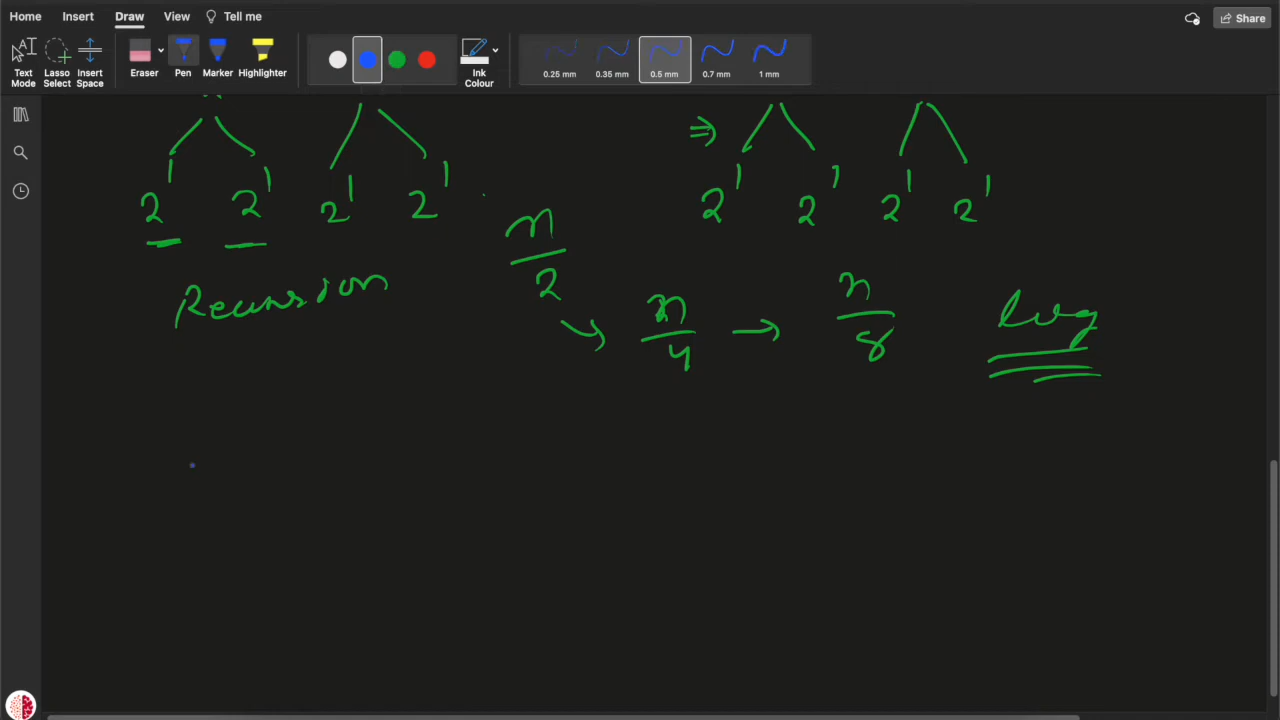 Home Insert Draw View Tell me
Share
Text Mode
Lasso Select
Insert Space
Eraser
Pen
Marker
Highlighter
Ink Colour
0.25 mm
0.35 mm
0.5 mm
0.7 mm
1 mm
2¹ 2¹ 2¹ 2¹
⇒ 2¹ 2¹ 2¹ 2¹
Recursion
n/2 → n/4 → n/8
log